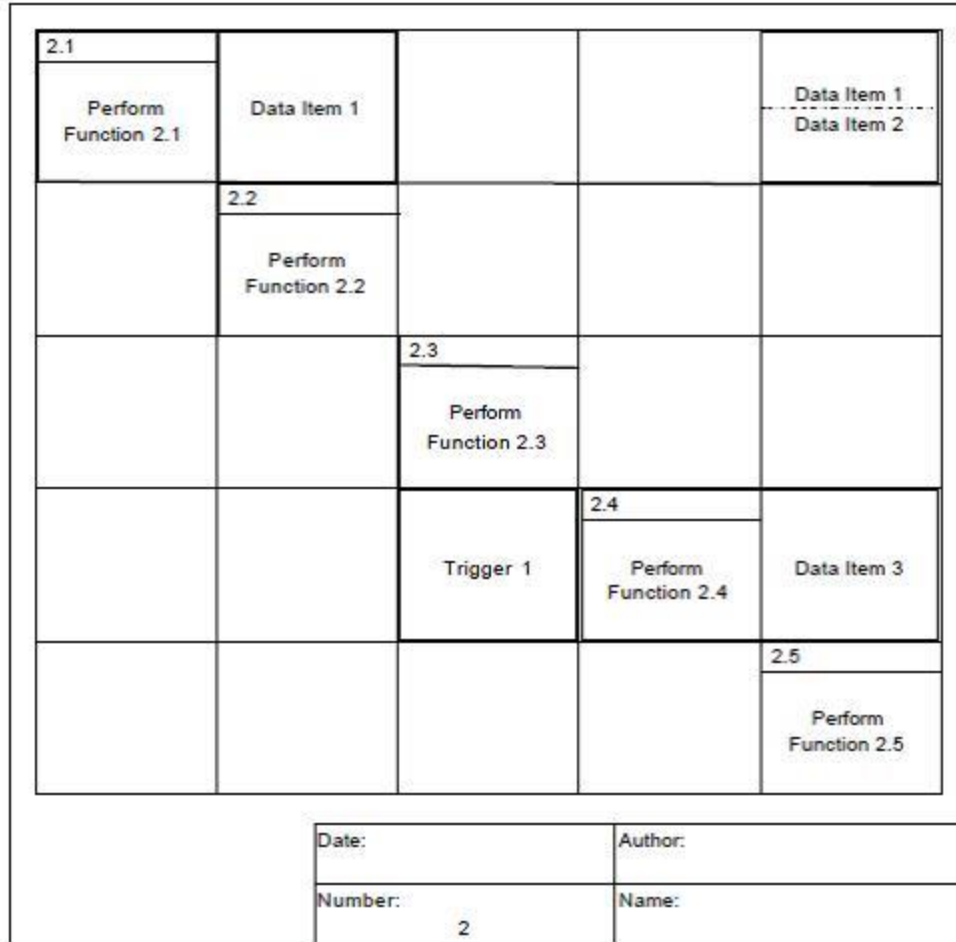 2.1
Perform
Function 2.1
Data Item 1
Data Item 1
Data Item 2
2.2
Perform
Function 2.2
2.3
Perform
Function 2.3
Trigger 1
2.4
Perform
Function 2.4
Data Item 3
2.5
Perform
Function 2.5
Date:
Author:
Number:
2
Name: